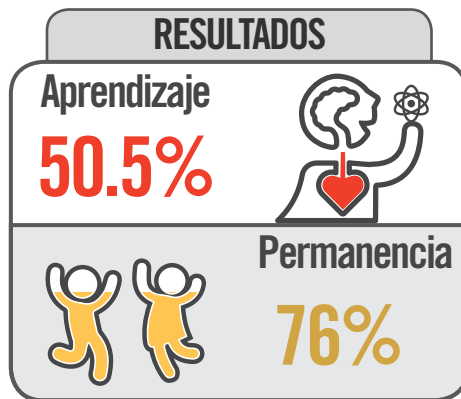 RESULTADOS
Aprendizaje
50.5%
Permanencia
76%